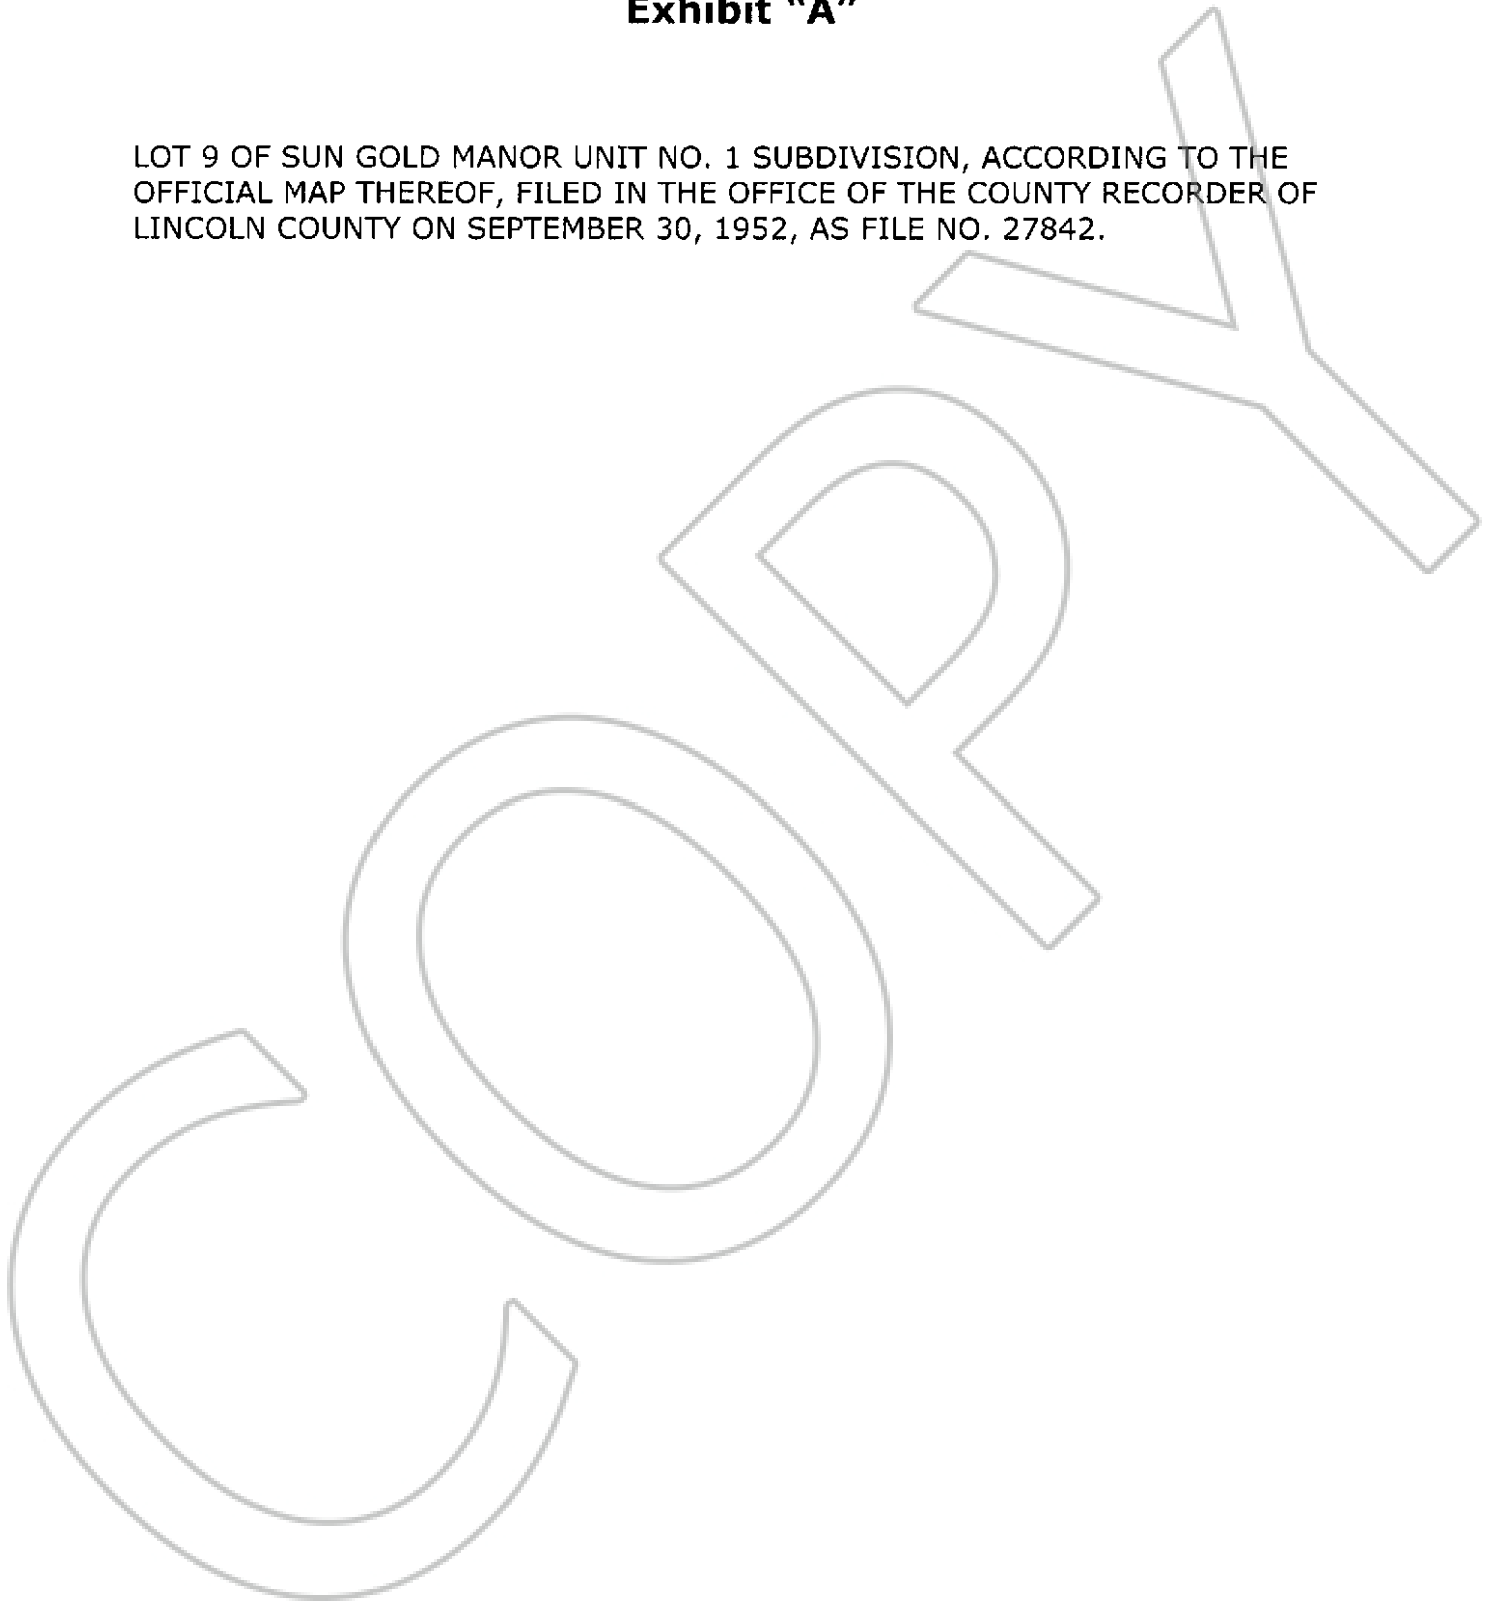 Exhibit “A”
LOT 9 OF SUN GOLD MANOR UNIT NO. 1 SUBDIVISION, ACCORDING TO THE
OFFICIAL MAP THEREOF, FILED IN THE OFFICE OF THE COUNTY RECORDER OF
LINCOLN COUNTY ON SEPTEMBER 30, 1952, AS FILE NO. 27842.
COPY